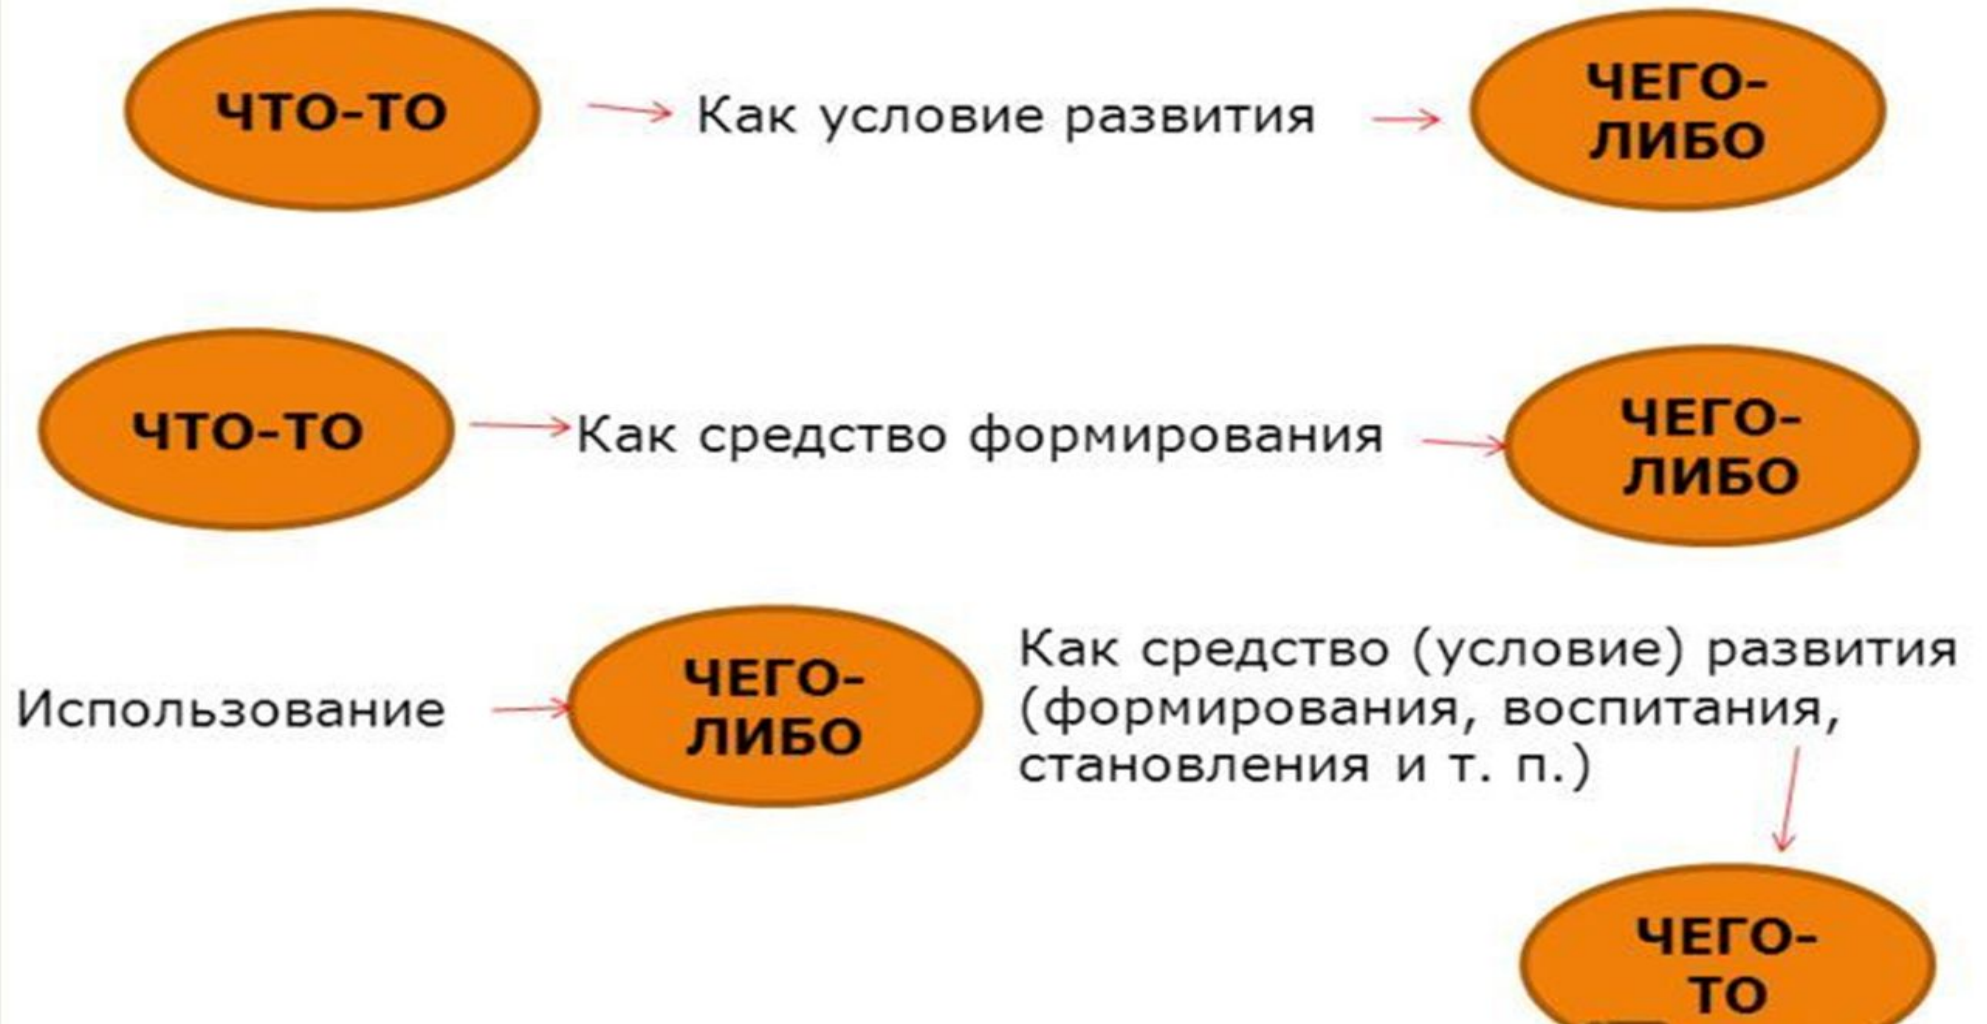 ЧТО-ТО
Как условие развития
ЧЕГО-
ЛИБО
ЧТО-ТО
Как средство формирования
ЧЕГО-
ЛИБО
Использование
ЧЕГО-
ЛИБО
Как средство (условие) развития
(формирования, воспитания,
становления и т. п.)
ЧЕГО-
ТО